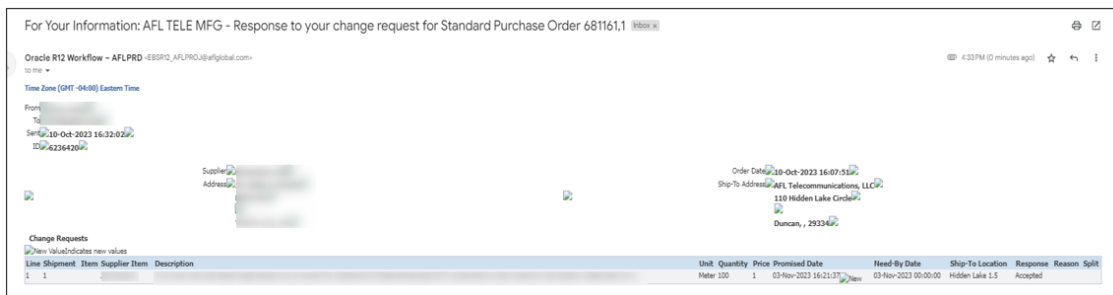 For Your Information: AFL TELE MFG - Response to your change request for Standard Purchase Order 681161,1 Inbox x
Oracle R12 Workflow – AFLPRD <EBSR12_AFLPROJ@aflglobal.com>
4:33 PM (0 minutes ago)
to me
Time Zone (GMT -04:00) Eastern Time
From
To
Sent 10-Oct-2023 16:32:02
ID 6236420
Supplier
Order Date 10-Oct-2023 16:07:51
Address
Ship-To Address AFL Telecommunications, LLC
110 Hidden Lake Circle
Duncan, , 29334
Change Requests
New ValueIndicates new values
Line Shipment Item Supplier Item Description Unit Quantity Price Promised Date Need-By Date Ship-To Location Response Reason Split
1 1 Meter 100 1 03-Nov-2023 16:21:37 New 03-Nov-2023 00:00:00 Hidden Lake 1.5 Accepted